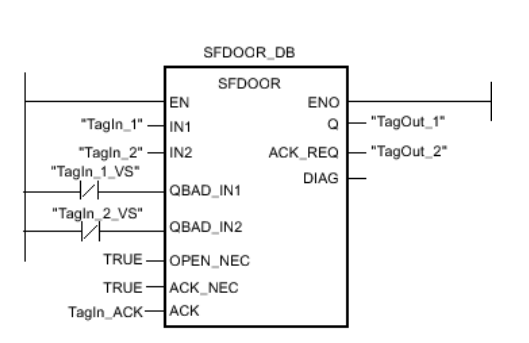 SFDOOR_DB
SFDOOR
EN ENO
"TagIn_1" IN1 Q "TagOut_1"
"TagIn_2" IN2 ACK_REQ "TagOut_2"
"TagIn_1_VS" DIAG
QBAD_IN1
"TagIn_2_VS"
QBAD_IN2
TRUE OPEN_NEC
TRUE ACK_NEC
TagIn_ACK ACK